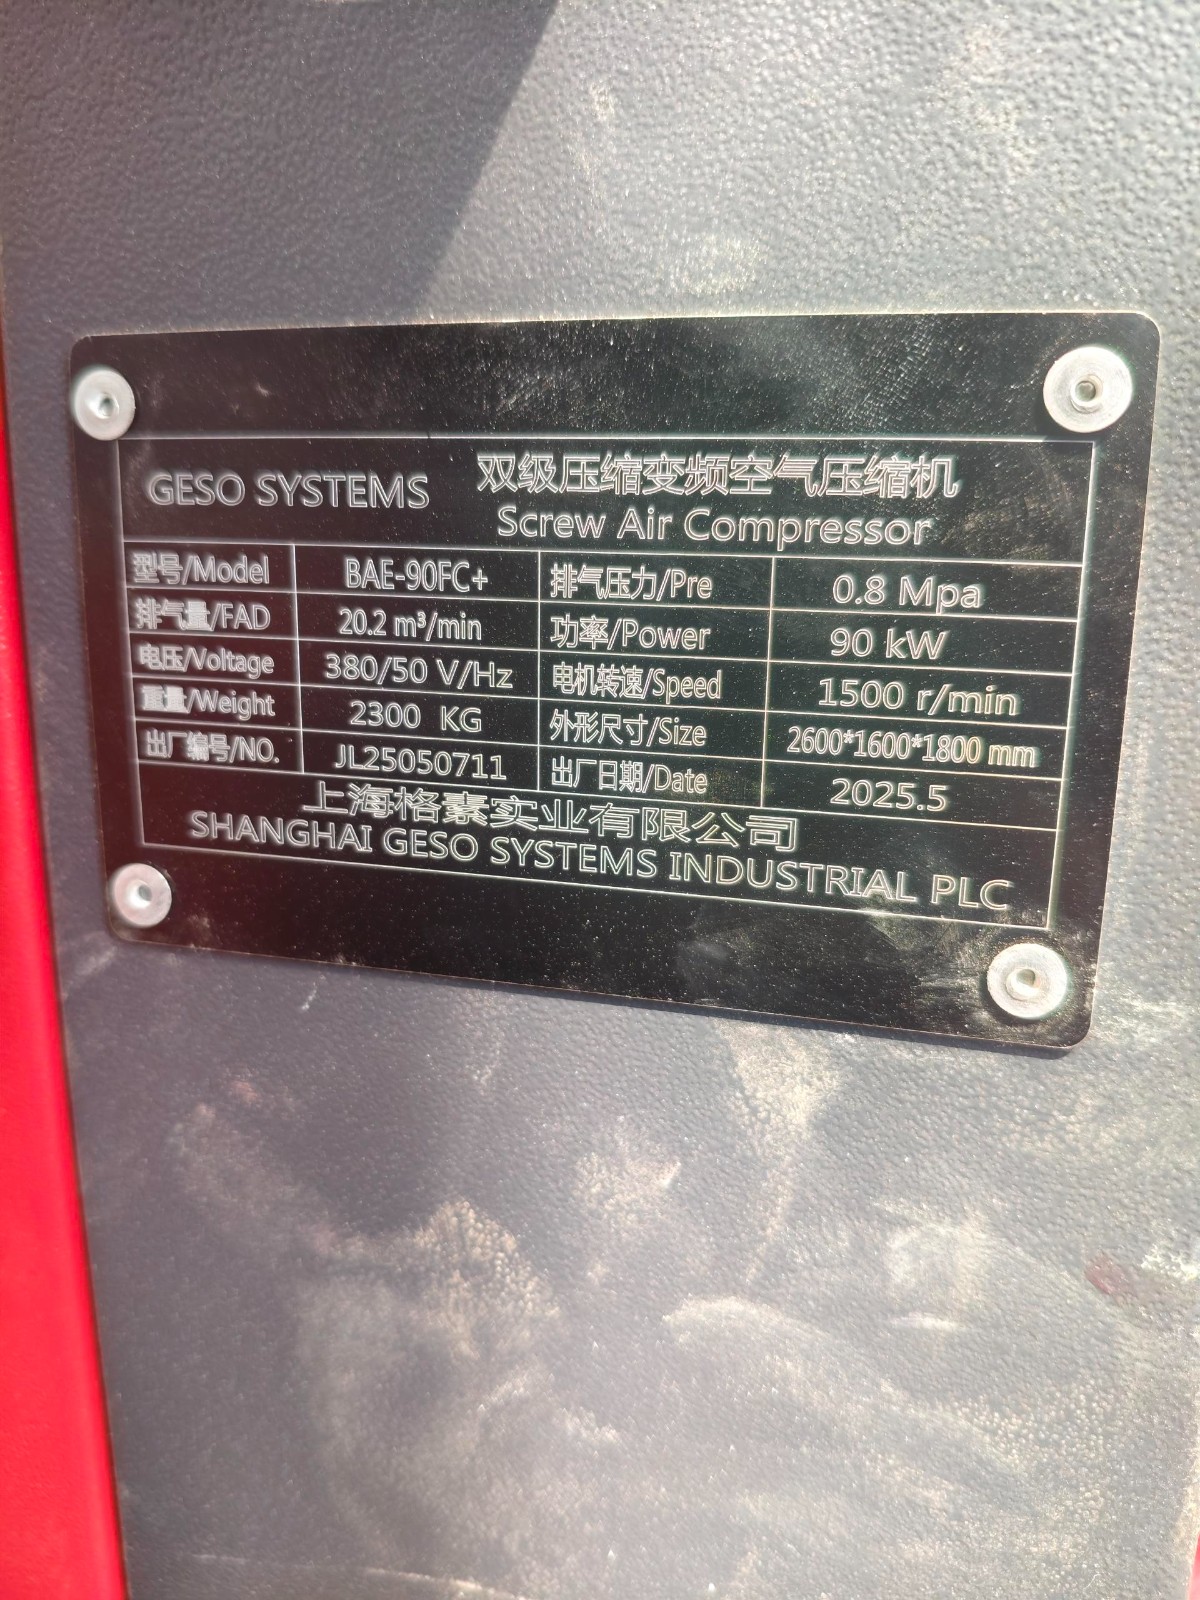 GESO SYSTEMS 双级压缩变频空气压缩机
Screw Air Compressor
型号/Model BAE-90FC+ 排气压力/Pre 0.8 Mpa
排气量/FAD 20.2 m³/min 功率/Power 90 kW
电压/Voltage 380/50 V/Hz 电机转速/Speed 1500 r/min
重量/Weight 2300 KG 外形尺寸/Size 2600*1600*1800 mm
出厂编号/NO. JL25050711 出厂日期/Date 2025.5
上海格素实业有限公司
SHANGHAI GESO SYSTEMS INDUSTRIAL PLC